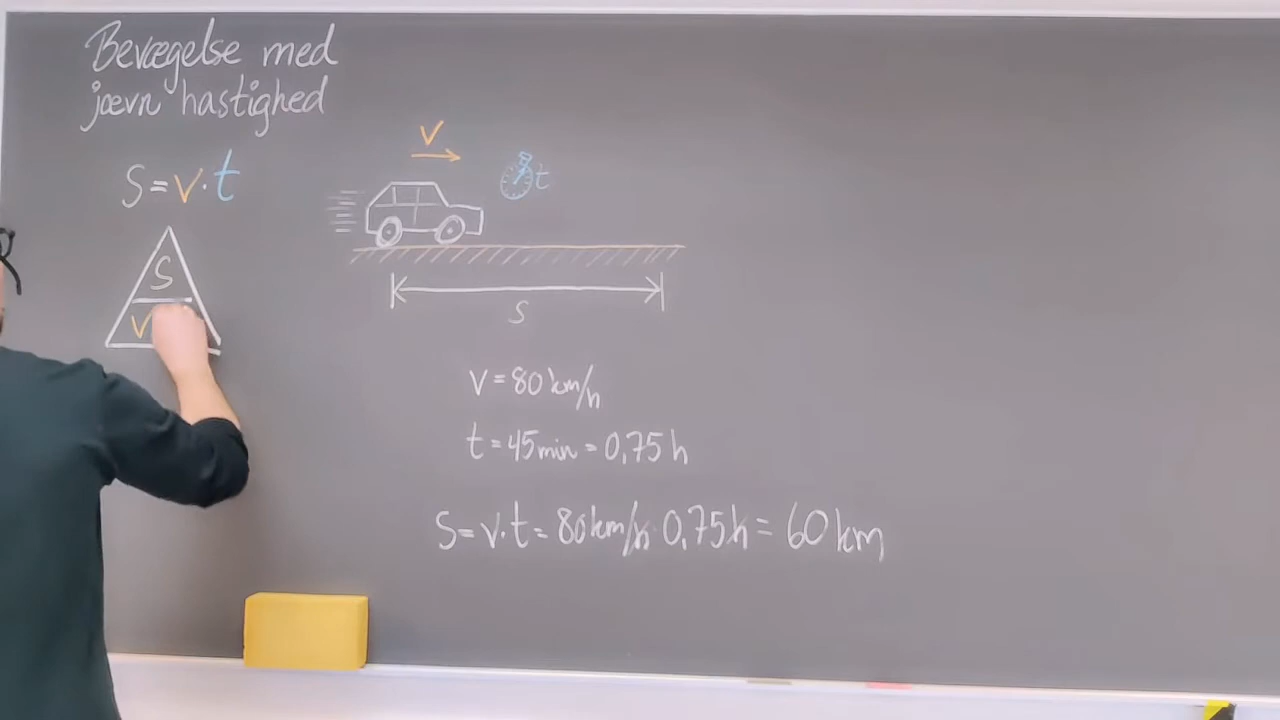 Bevægelse med
jævn hastighed
S = v · t
S
V
v
t
S
v = 80 km/h
t = 45 min = 0,75 h
S = v · t = 80 km/h · 0,75 h = 60 km